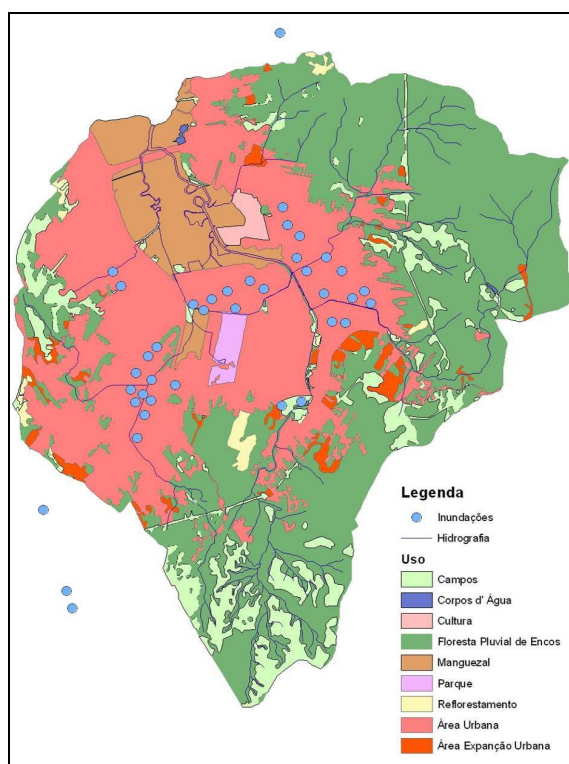 Legenda
Inundações
Hidrografia
Uso
Campos
Corpos d' Água
Cultura
Floresta Pluvial de Encos
Manguezal
Parque
Reflorestamento
Área Urbana
Área Expanção Urbana